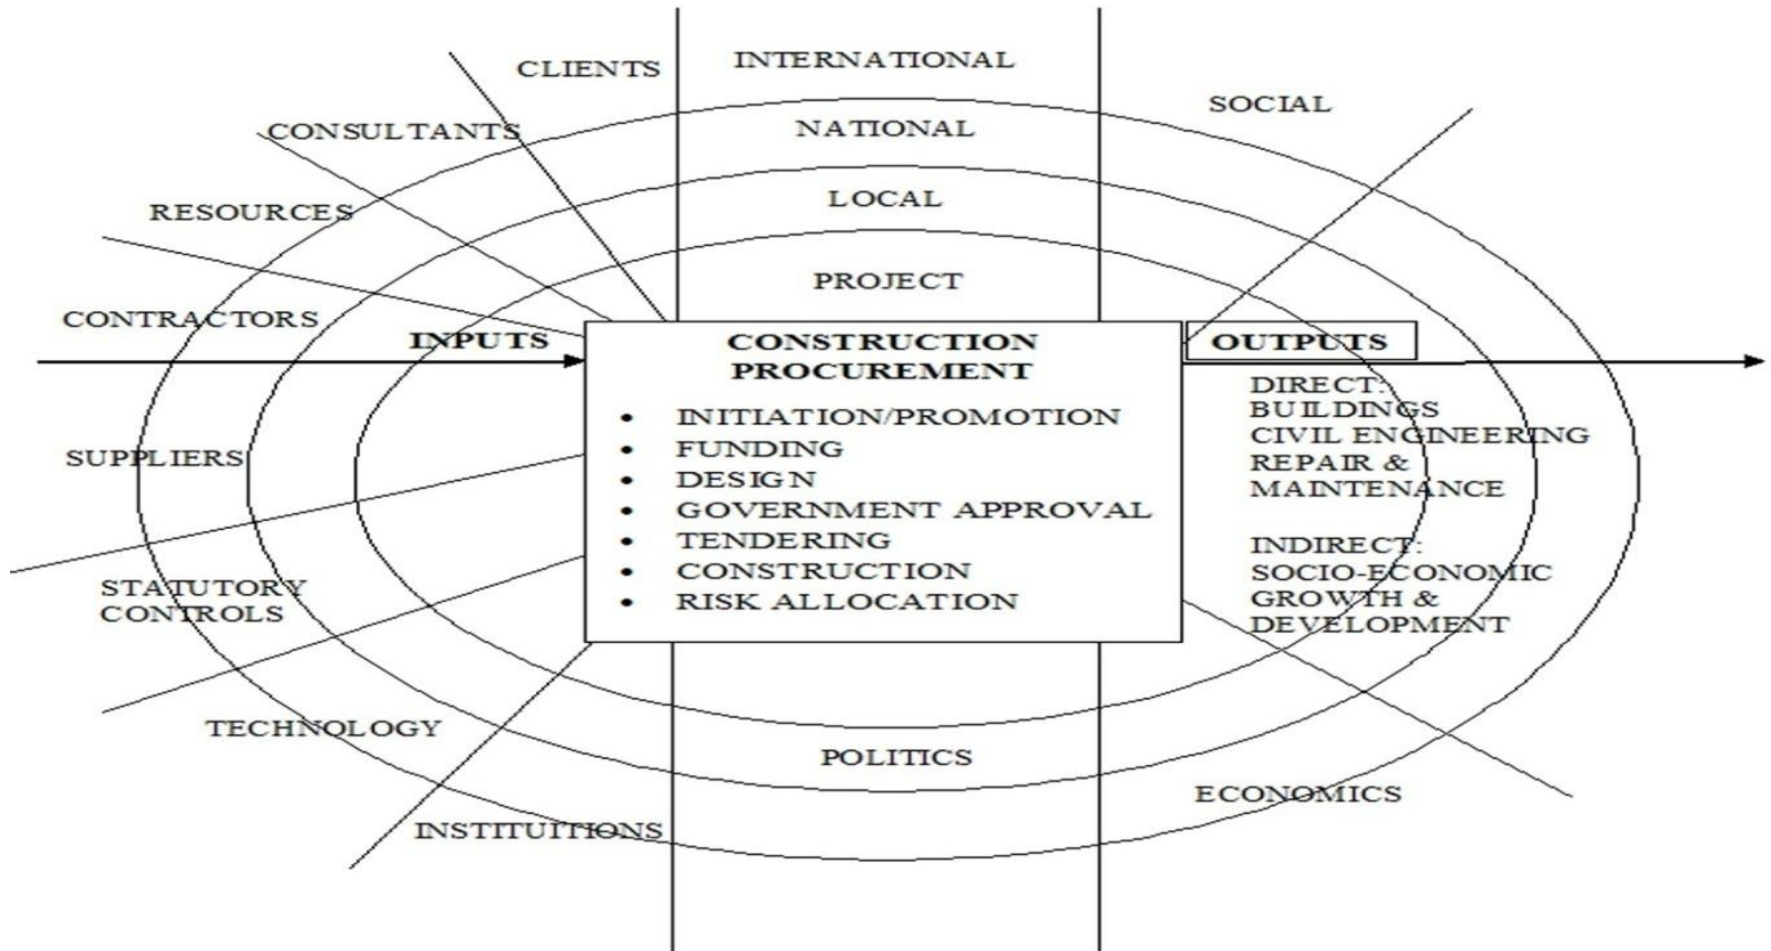 CLIENTS
INTERNATIONAL
SOCIAL
CONSULTANTS
NATIONAL
RESOURCES
LOCAL
PROJECT
CONTRACTORS
INPUTS
CONSTRUCTION
PROCUREMENT
• INITIATION/PROMOTION
• FUNDING
• DESIGN
• GOVERNMENT APPROVAL
• TENDERING
• CONSTRUCTION
• RISK ALLOCATION
OUTPUTS
DIRECT:
BUILDINGS
CIVIL ENGINEERING
REPAIR &
MAINTENANCE
INDIRECT:
SOCIO-ECONOMIC
GROWTH &
DEVELOPMENT
SUPPLIERS
STATUTORY
CONTROLS
TECHNOLOGY
POLITICS
ECONOMICS
INSTITUITIONS